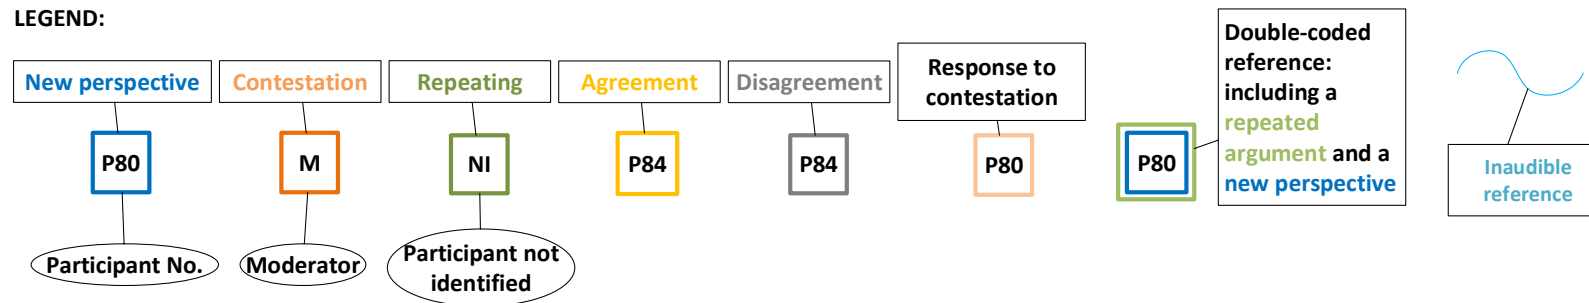 LEGEND:
New perspective
Contestation
Repeating
Agreement
Disagreement
Response to
contestation
Double-coded
reference:
including a
repeated
argument and a
new perspective
P80
M
NI
P84
P84
P80
P80
Inaudible
reference
Participant No.
Moderator
Participant not
identified